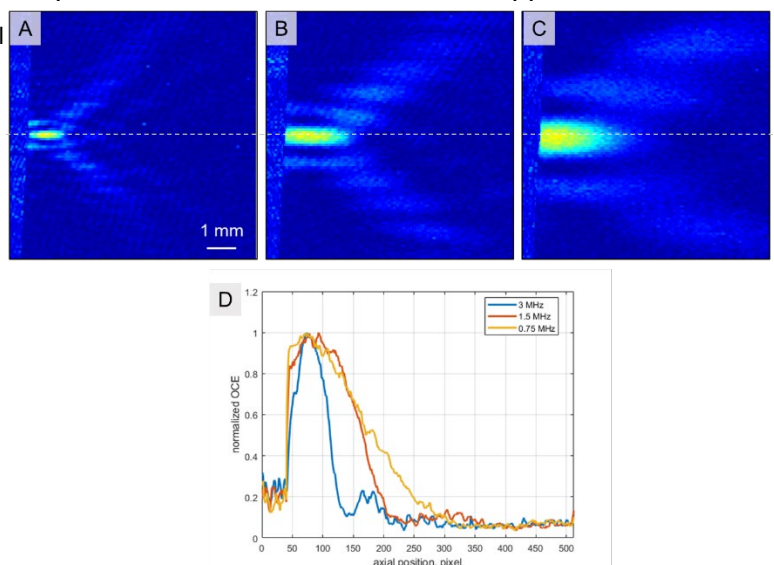 A
B
C
1 mm
D
1.2
1
0.8
0.6
0.4
0.2
0
normalized OCE
3 MHz
1.5 MHz
0.75 MHz
0 50 100 150 200 250 300 350 400 450 500
axial position, pixel